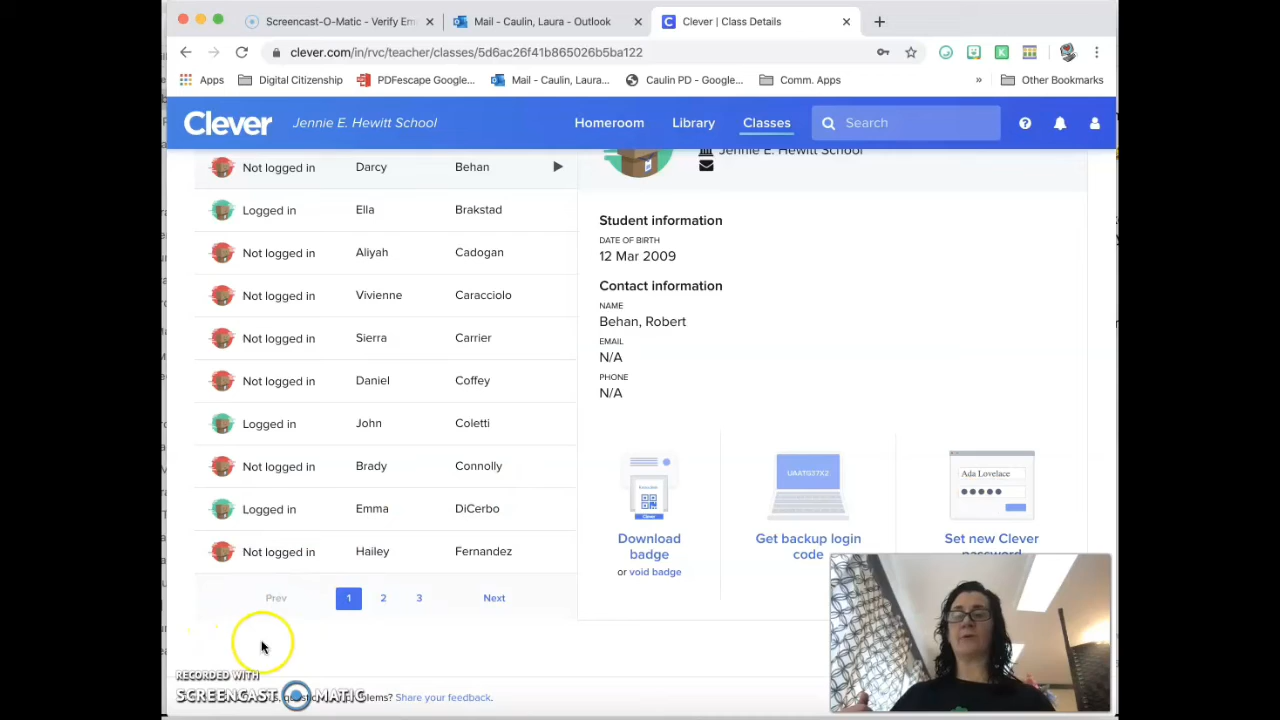 Screencast-O-Matic - Verify Em
Mail - Caulin, Laura - Outlook
Clever | Class Details
clever.com/in/rvc/teacher/classes/5d6ac26f41b865026b5ba122
Apps
Digital Citizenship
PDFescape Google...
Mail - Caulin, Laura...
Caulin PD - Google...
Comm. Apps
»
Other Bookmarks
Clever
Jennie E. Hewitt School
Homeroom
Library
Classes
Search
Jennie E. Hewitt School
Not logged in Darcy Behan
Logged in Ella Brakstad
Not logged in Aliyah Cadogan
Not logged in Vivienne Caracciolo
Not logged in Sierra Carrier
Not logged in Daniel Coffey
Logged in John Coletti
Not logged in Brady Connolly
Logged in Emma DiCerbo
Not logged in Hailey Fernandez
Prev 1 2 3 Next
Student information
DATE OF BIRTH
12 Mar 2009
Contact information
NAME
Behan, Robert
EMAIL
N/A
PHONE
N/A
Clever
Download
badge
or void badge
Get backup login
code
Ada Lovelace
Set new Clever
password
RECORDED WITH
SCREENCAST-O-MATIC
problems? Share your feedback.